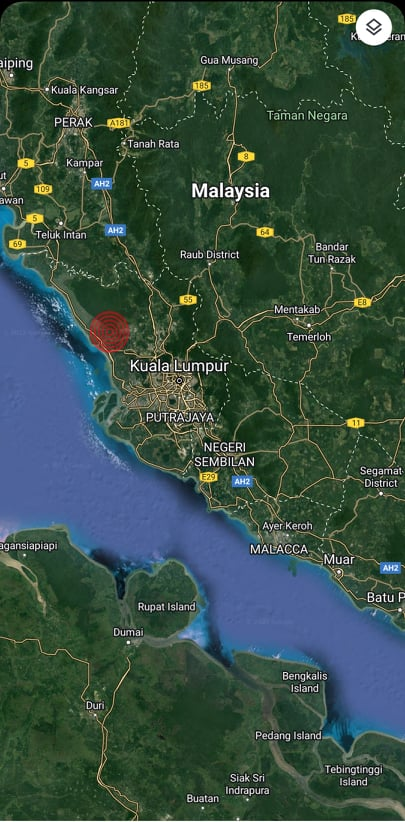 185
aiping
Gua Musang
Kuala Kangsar
185
Taman Negara
PERAK
A181
Tanah Rata
8
5
Kampar
AH2
109
Malaysia
5
AH2
64
Teluk Intan
69
Raub District
Bandar
Tun Razak
55
E8
Mentakab
Temerloh
Kuala Lumpur
PUTRAJAYA
11
NEGERI
SEMBILAN
E29
AH2
Segamat
District
Ayer Keroh
agansiapiapi
MALACCA
Muar
AH2
Batu P
Rupat Island
Dumai
Bengkalis
Island
Duri
Pedang Island
Tebingtinggi
Island
Siak Sri
Indrapura
Buatan